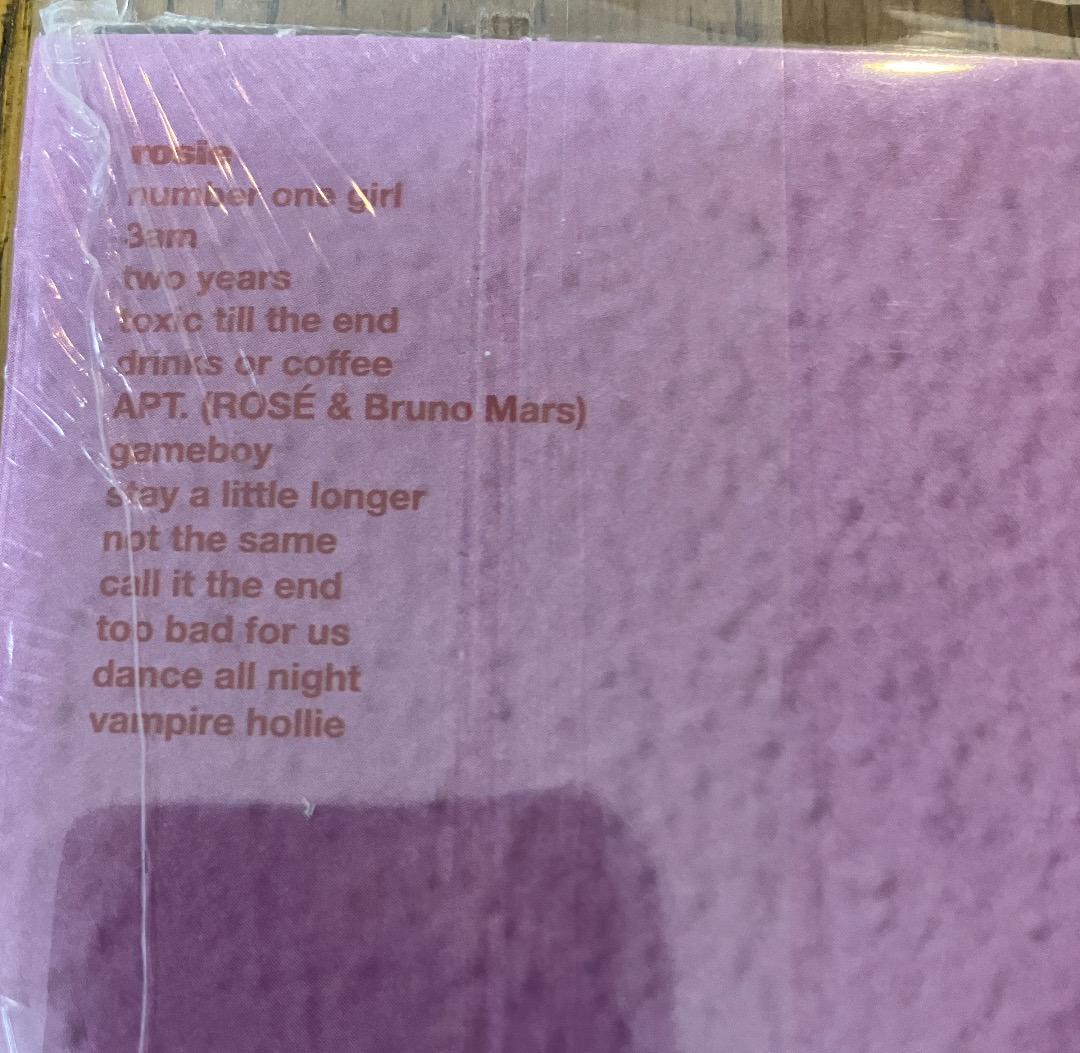 rosie
number one girl
3am
two years
toxic till the end
drinks or coffee
APT. (ROSÉ & Bruno Mars)
gameboy
stay a little longer
not the same
call it the end
too bad for us
dance all night
vampire hollie